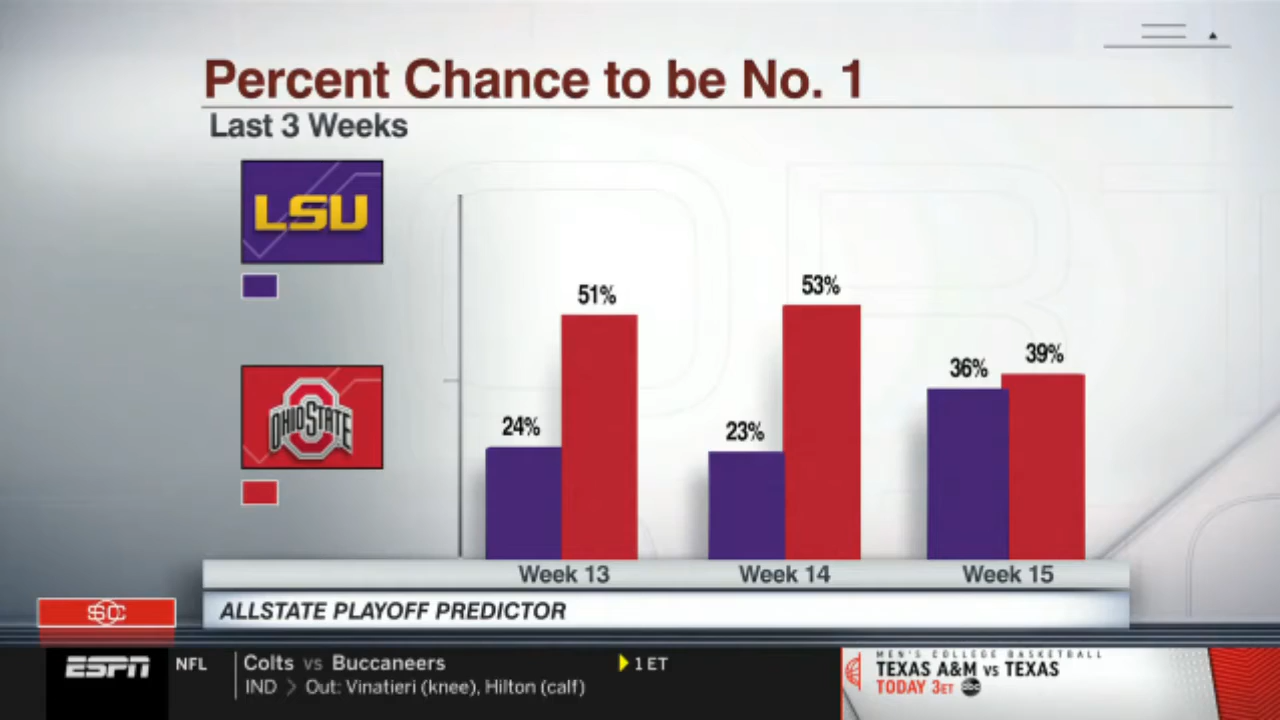 Percent Chance to be No. 1
Last 3 Weeks
LSU
OHIO STATE
24%
51%
23%
53%
36%
39%
Week 13
Week 14
Week 15
ALLSTATE PLAYOFF PREDICTOR
SC
ESPN
NFL
Colts vs Buccaneers
1 ET
IND > Out: Vinatieri (knee), Hilton (calf)
MEN'S COLLEGE BASKETBALL
TEXAS A&M vs TEXAS
TODAY 3ET abc